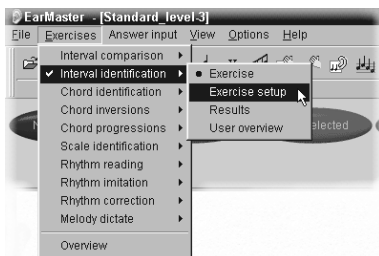 EarMaster - [Standard_level-3]
File Exercises Answer input View Options Help
Interval comparison
Interval identification
Chord identification
Chord inversions
Chord progressions
Scale identification
Rhythm reading
Rhythm imitation
Rhythm correction
Melody dictate
Overview
Exercise
Exercise setup
Results
User overview
elected